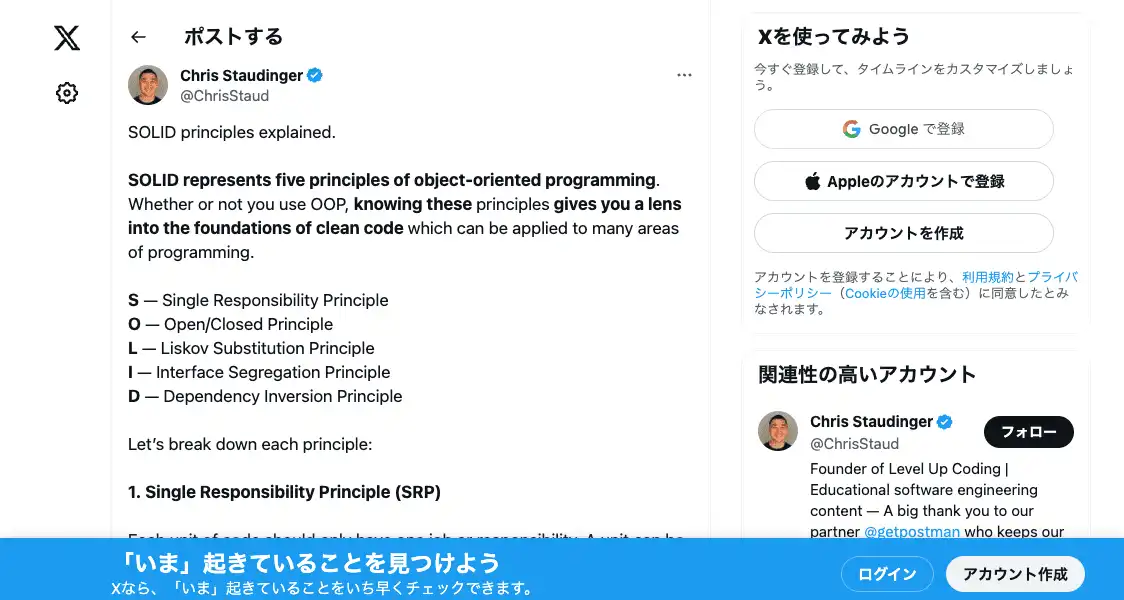 ポストする
Chris Staudinger
@ChrisStaud
SOLID principles explained.
SOLID represents five principles of object-oriented programming.
Whether or not you use OOP, knowing these principles gives you a lens
into the foundations of clean code which can be applied to many areas
of programming.
S — Single Responsibility Principle
O — Open/Closed Principle
L — Liskov Substitution Principle
I — Interface Segregation Principle
D — Dependency Inversion Principle
Let’s break down each principle:
1. Single Responsibility Principle (SRP)
Each unit of code should only have one job or responsibility. A unit can be
Xを使ってみよう
今すぐ登録して、タイムラインをカスタマイズしましょ
う。
Google で登録
Appleのアカウントで登録
アカウントを作成
アカウントを登録することにより、利用規約とプライバ
シーポリシー（Cookieの使用を含む）に同意したとみ
なされます。
関連性の高いアカウント
Chris Staudinger
@ChrisStaud
フォロー
Founder of Level Up Coding |
Educational software engineering
content — A big thank you to our
partner @getpostman who keeps our
「いま」起きていることを見つけよう
Xなら、「いま」起きていることをいち早くチェックできます。
ログイン
アカウント作成